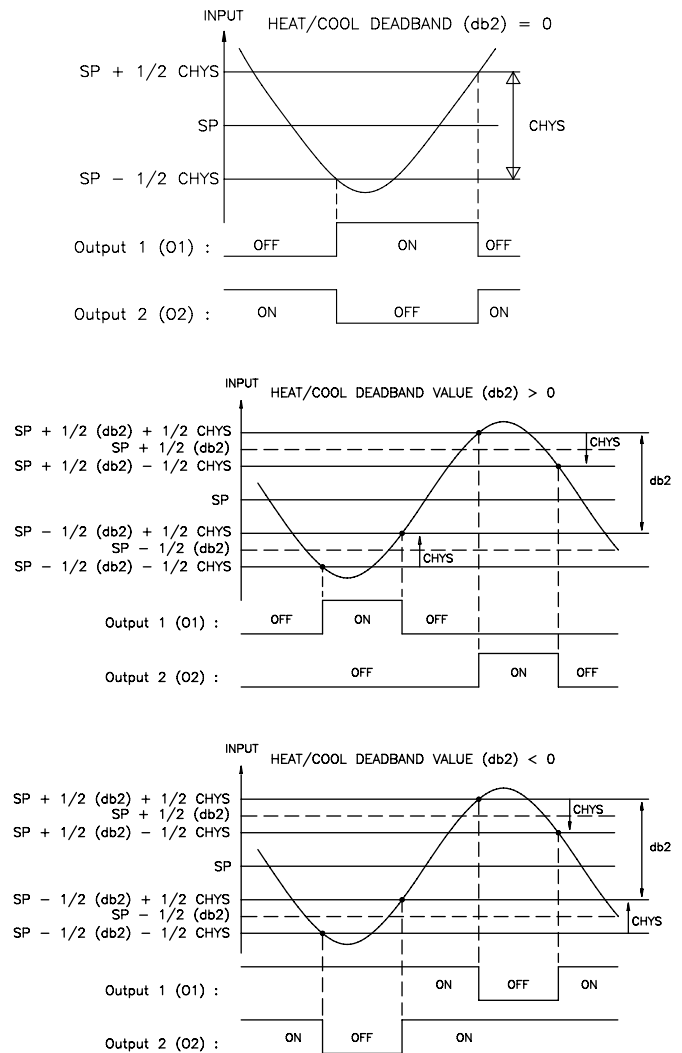 INPUT
HEAT/COOL DEADBAND (db2) = 0
SP + 1/2 CHYS
SP
CHYS
SP − 1/2 CHYS
Output 1 (O1) : OFF ON OFF
Output 2 (O2) : ON OFF ON
INPUT
HEAT/COOL DEADBAND VALUE (db2) > 0
SP + 1/2 (db2) + 1/2 CHYS
CHYS
SP + 1/2 (db2)
SP + 1/2 (db2) − 1/2 CHYS
db2
SP
SP − 1/2 (db2) + 1/2 CHYS
SP − 1/2 (db2)
CHYS
SP − 1/2 (db2) − 1/2 CHYS
Output 1 (O1) : OFF ON OFF
Output 2 (O2) : OFF ON OFF
INPUT
HEAT/COOL DEADBAND VALUE (db2) < 0
SP + 1/2 (db2) + 1/2 CHYS
CHYS
SP + 1/2 (db2)
SP + 1/2 (db2) − 1/2 CHYS
db2
SP
SP − 1/2 (db2) + 1/2 CHYS
SP − 1/2 (db2)
CHYS
SP − 1/2 (db2) − 1/2 CHYS
Output 1 (O1): ON OFF ON
Output 2 (O2) : ON OFF ON